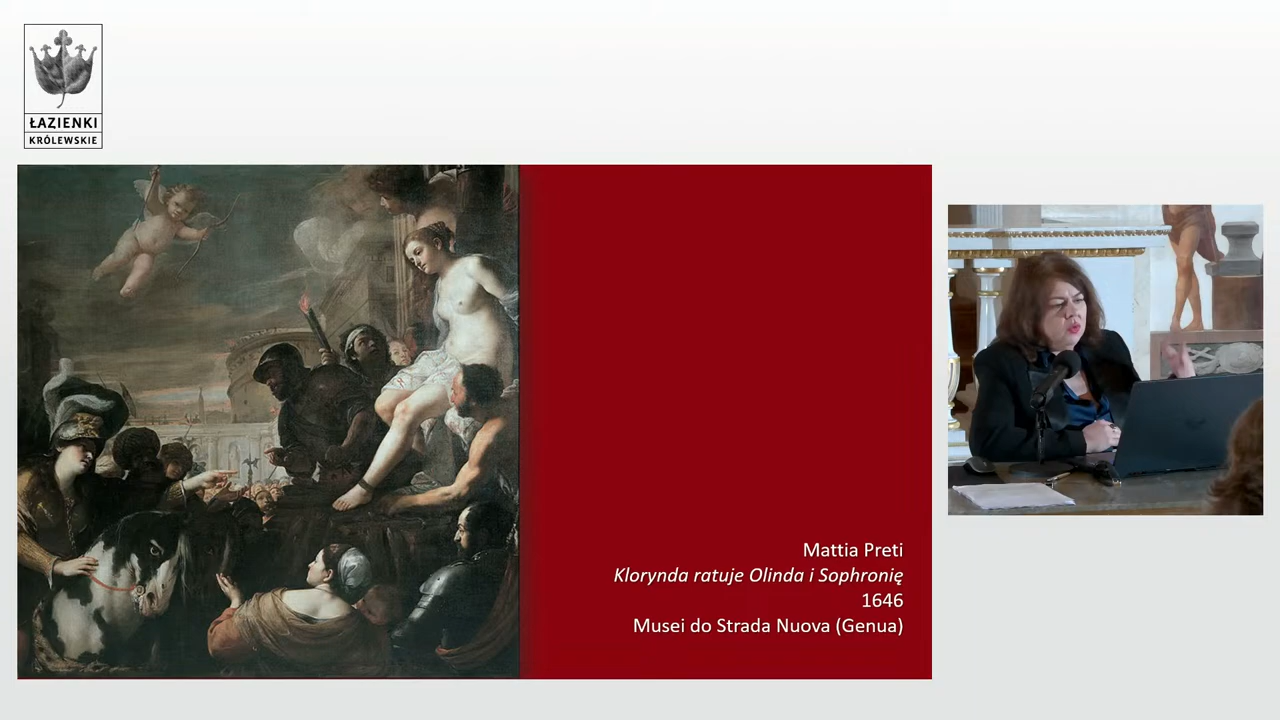 ŁAZIENKI
KRÓLEWSKIE
Mattia Preti
Klorynda ratuje Olinda i Sophronię
1646
Musei do Strada Nuova (Genua)